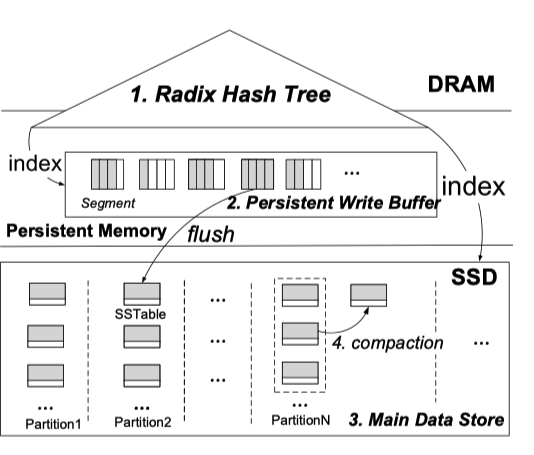 DRAM
1. Radix Hash Tree
index
...
Segment
2. Persistent Write Buffer
index
Persistent Memory
flush
SSD
SSTable
...
...
4. compaction
...
...
...
...
...
Partition1
Partition2
PartitionN
3. Main Data Store